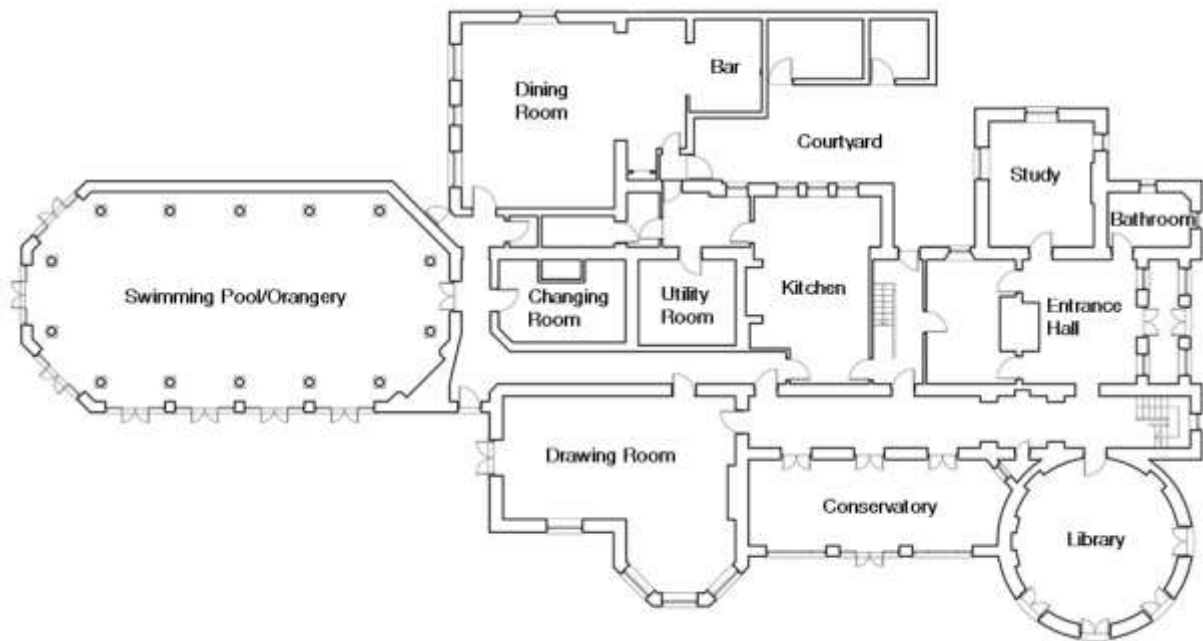 Bar
Dining
Room
Courtyard
Study
Bathroom
Swimming Pool/Orangery
Changing
Room
Utility
Room
Kitchen
Entrance
Hall
Drawing Room
Conservatory
Library